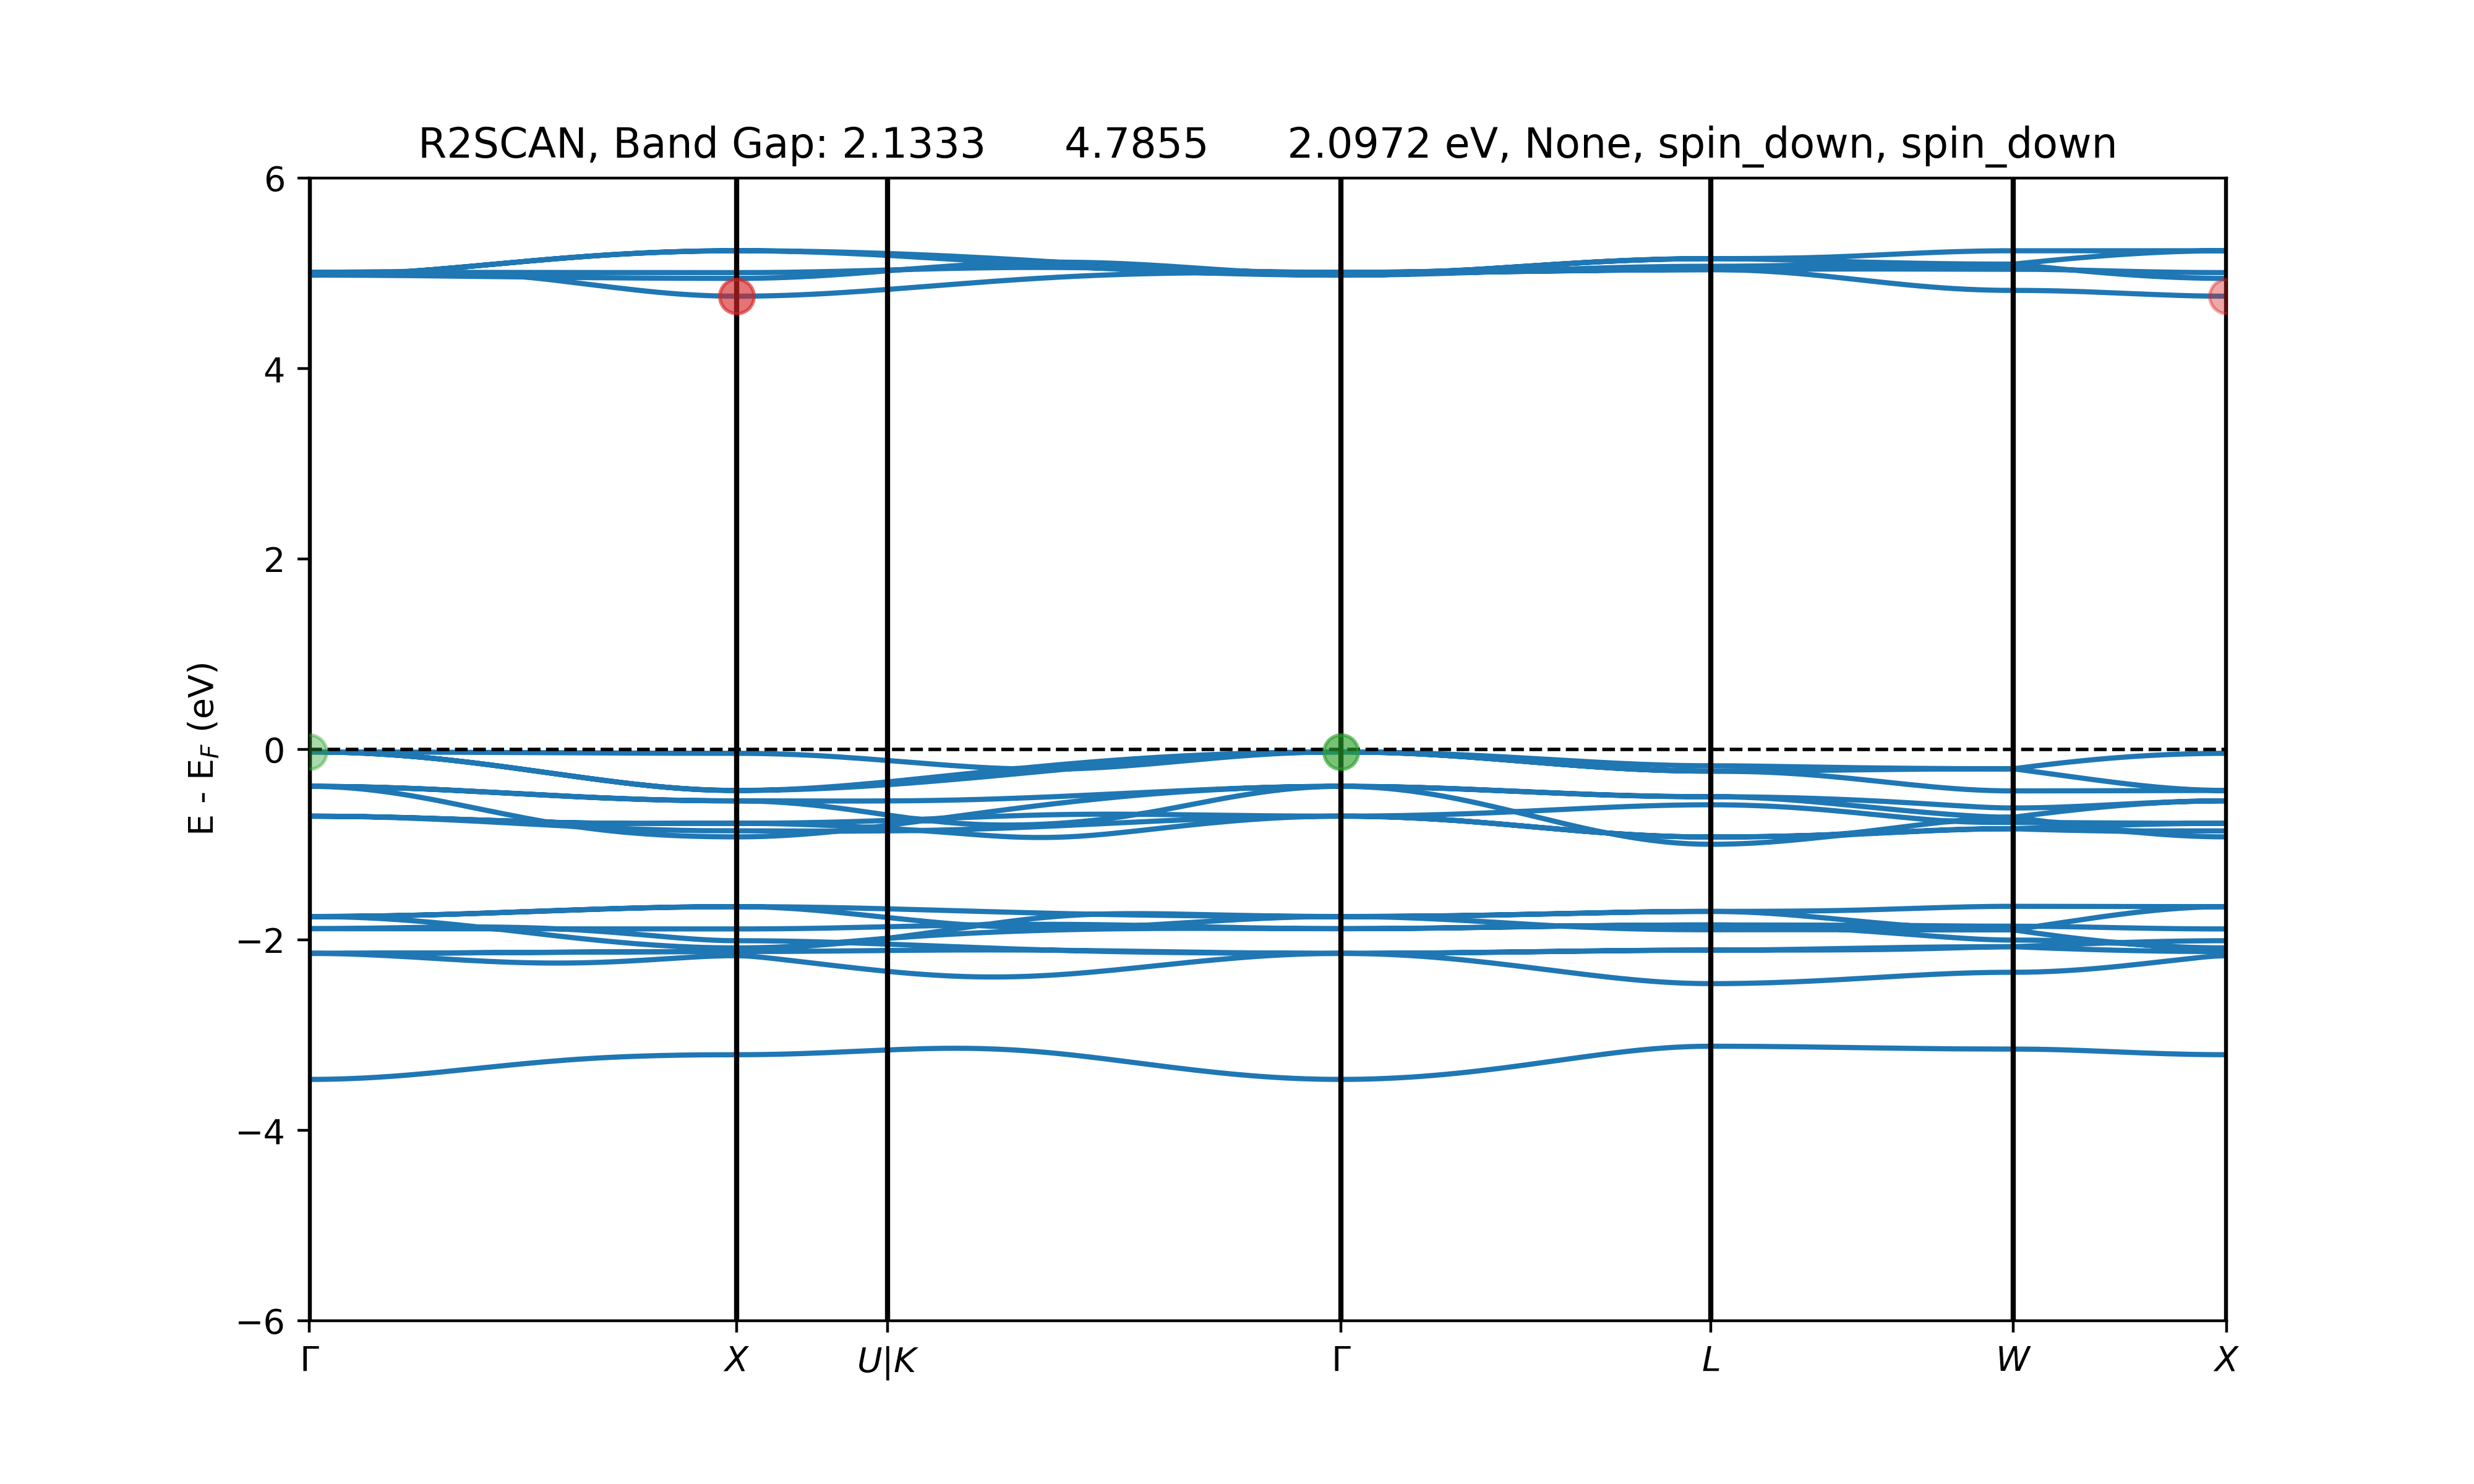 R2SCAN, Band Gap: 2.1333 4.7855 2.0972 eV, None, spin_down, spin_down
6
4
2
0
−2
−4
−6
E - E_F (eV)
Γ X U|K Γ L W X